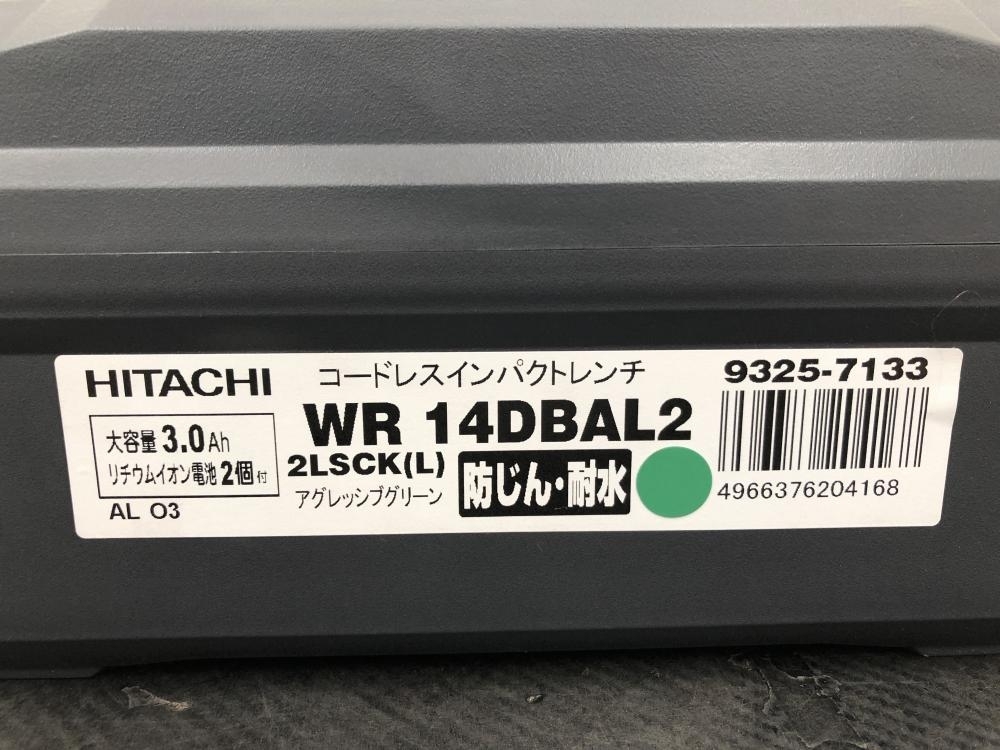 HITACHI
コードレスインパクトレンチ
9325-7133
大容量 3.0Ah
リチウムイオン電池 2個付
AL O3
WR 14DBAL2
2LSCK(L)
アグレッシブグリーン
防じん・耐水
4966376204168